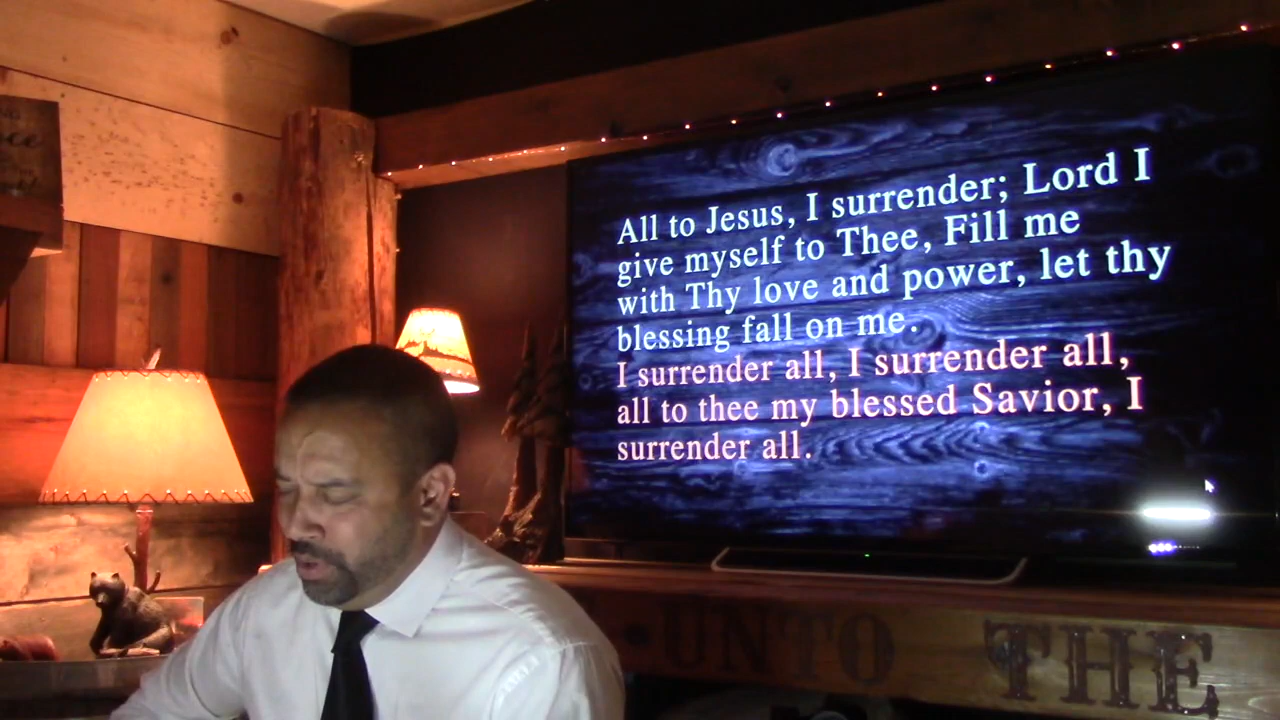 All to Jesus, I surrender; Lord I
give myself to Thee, Fill me
with Thy love and power, let thy
blessing fall on me.
I surrender all, I surrender all,
all to thee my blessed Savior, I
surrender all.
UNTO THE